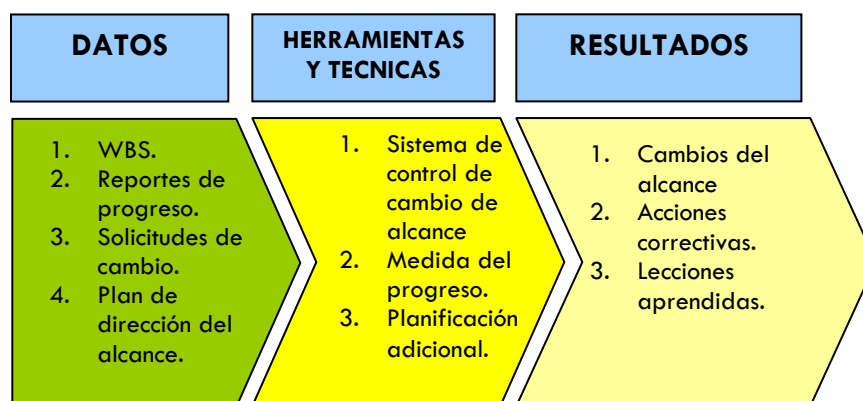 DATOS
1. WBS.
2. Reportes de
progreso.
3. Solicitudes de
cambio.
4. Plan de
dirección del
alcance.
HERRAMIENTAS
Y TECNICAS
1. Sistema de
control de
cambio de
alcance
2. Medida del
progreso.
3. Planificación
adicional.
RESULTADOS
1. Cambios del
alcance
2. Acciones
correctivas.
3. Lecciones
aprendidas.